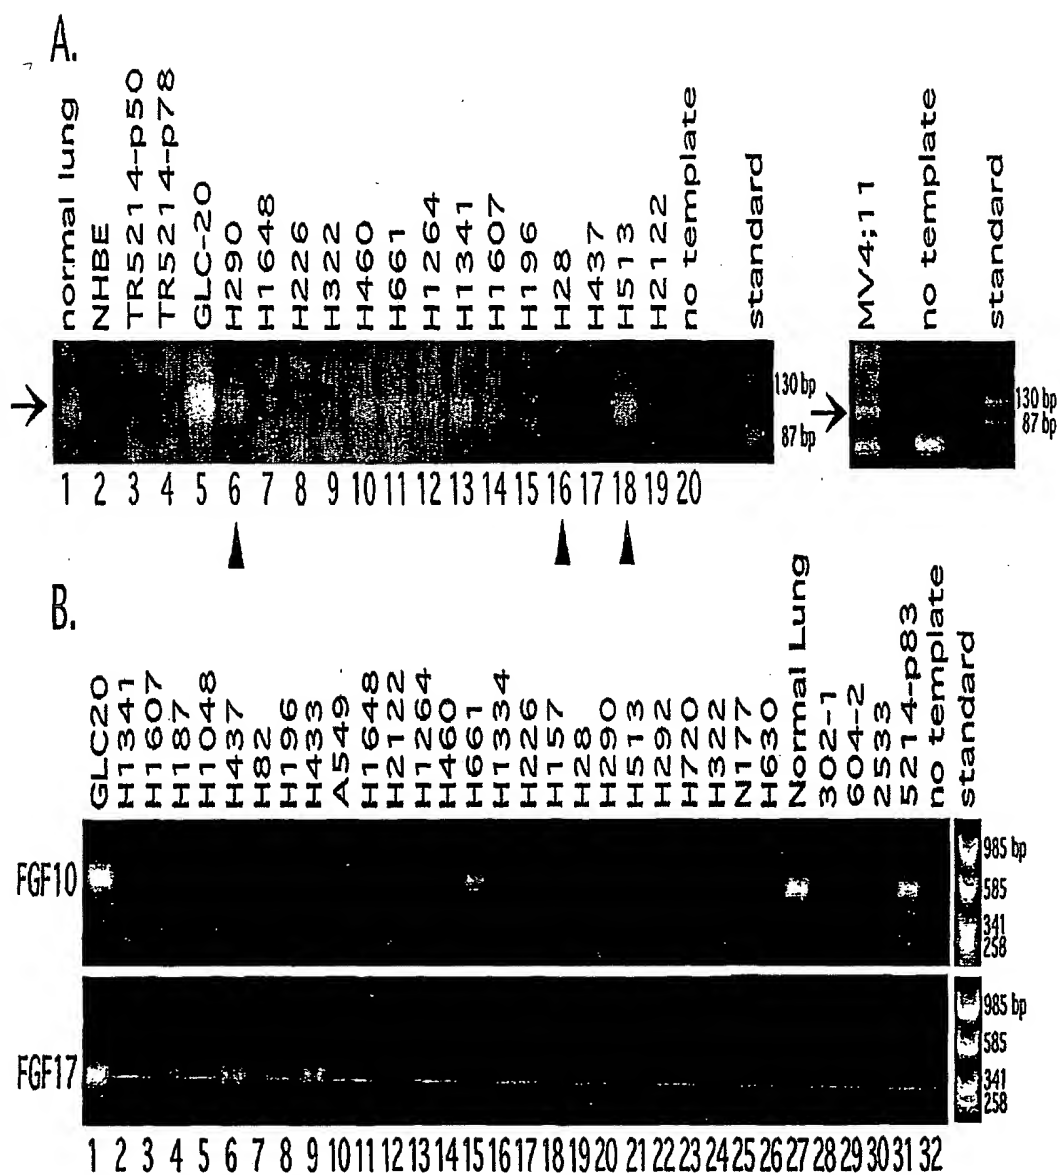 A.
normal lung
NHBE
TR5214-p50
TR5214-p78
GLC-20
H290
H1648
H226
H322
H460
H661
H1264
H1341
H1607
H196
H28
H437
H513
H2122
no template
standard
MV4;11
no template
standard
130 bp
87 bp
130 bp
87 bp
1 2 3 4 5 6 7 8 9 10 11 12 13 14 15 16 17 18 19 20
B.
GLC20
H1341
H1607
H187
H1048
H437
H82
H196
H433
A549
H1648
H2122
H1264
H460
H661
H1334
H226
H157
H28
H290
H513
H292
H720
H322
N177
H630
Normal Lung
302-1
604-2
2533
5214-p83
no template
standard
FGF10
985 bp
585
341
258
FGF17
985 bp
585
341
258
1 2 3 4 5 6 7 8 9 10 11 12 13 14 15 16 17 18 19 20 21 22 23 24 25 26 27 28 29 30 31 32